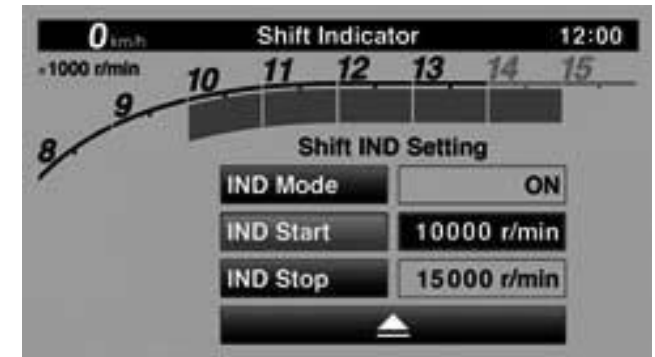 0 km/h Shift Indicator 12:00
×1000 r/min
8 9 10 11 12 13 14 15
Shift IND Setting
IND Mode ON
IND Start 10000 r/min
IND Stop 15000 r/min